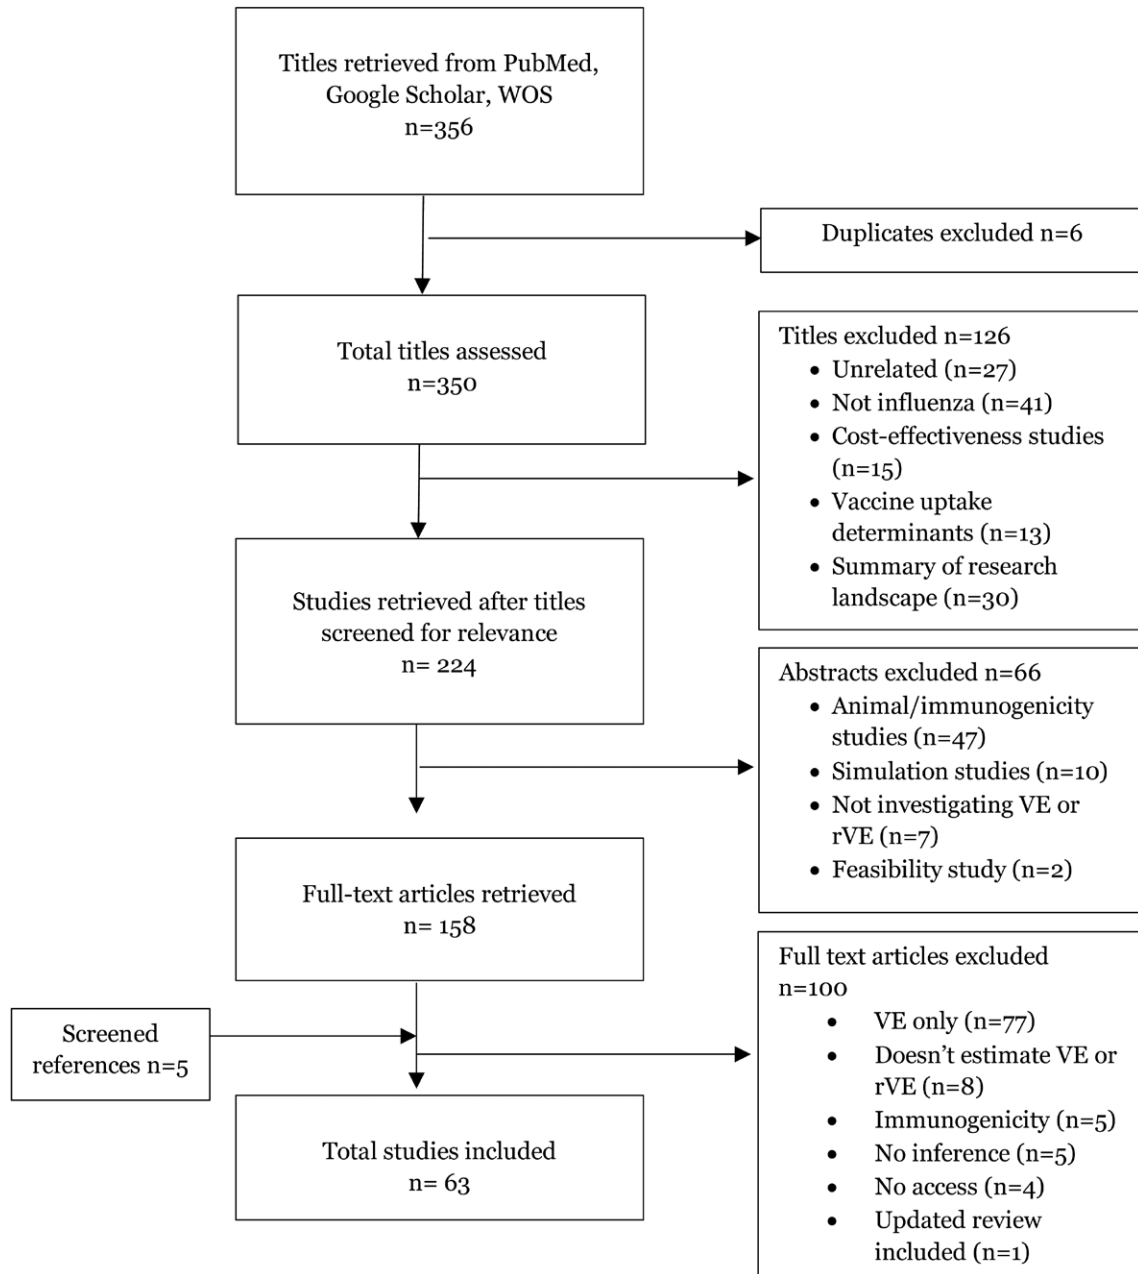 Titles retrieved from PubMed,
Google Scholar, WOS
n=356
Duplicates excluded n=6
Total titles assessed
n=350
Titles excluded n=126
• Unrelated (n=27)
• Not influenza (n=41)
• Cost-effectiveness studies
(n=15)
• Vaccine uptake
determinants (n=13)
• Summary of research
landscape (n=30)
Studies retrieved after titles
screened for relevance
n= 224
Abstracts excluded n=66
• Animal/immunogenicity
studies (n=47)
• Simulation studies (n=10)
• Not investigating VE or
rVE (n=7)
• Feasibility study (n=2)
Full-text articles retrieved
n= 158
Screened
references n=5
Full text articles excluded
n=100
• VE only (n=77)
• Doesn’t estimate VE or
rVE (n=8)
• Immunogenicity (n=5)
• No inference (n=5)
• No access (n=4)
• Updated review
included (n=1)
Total studies included
n= 63